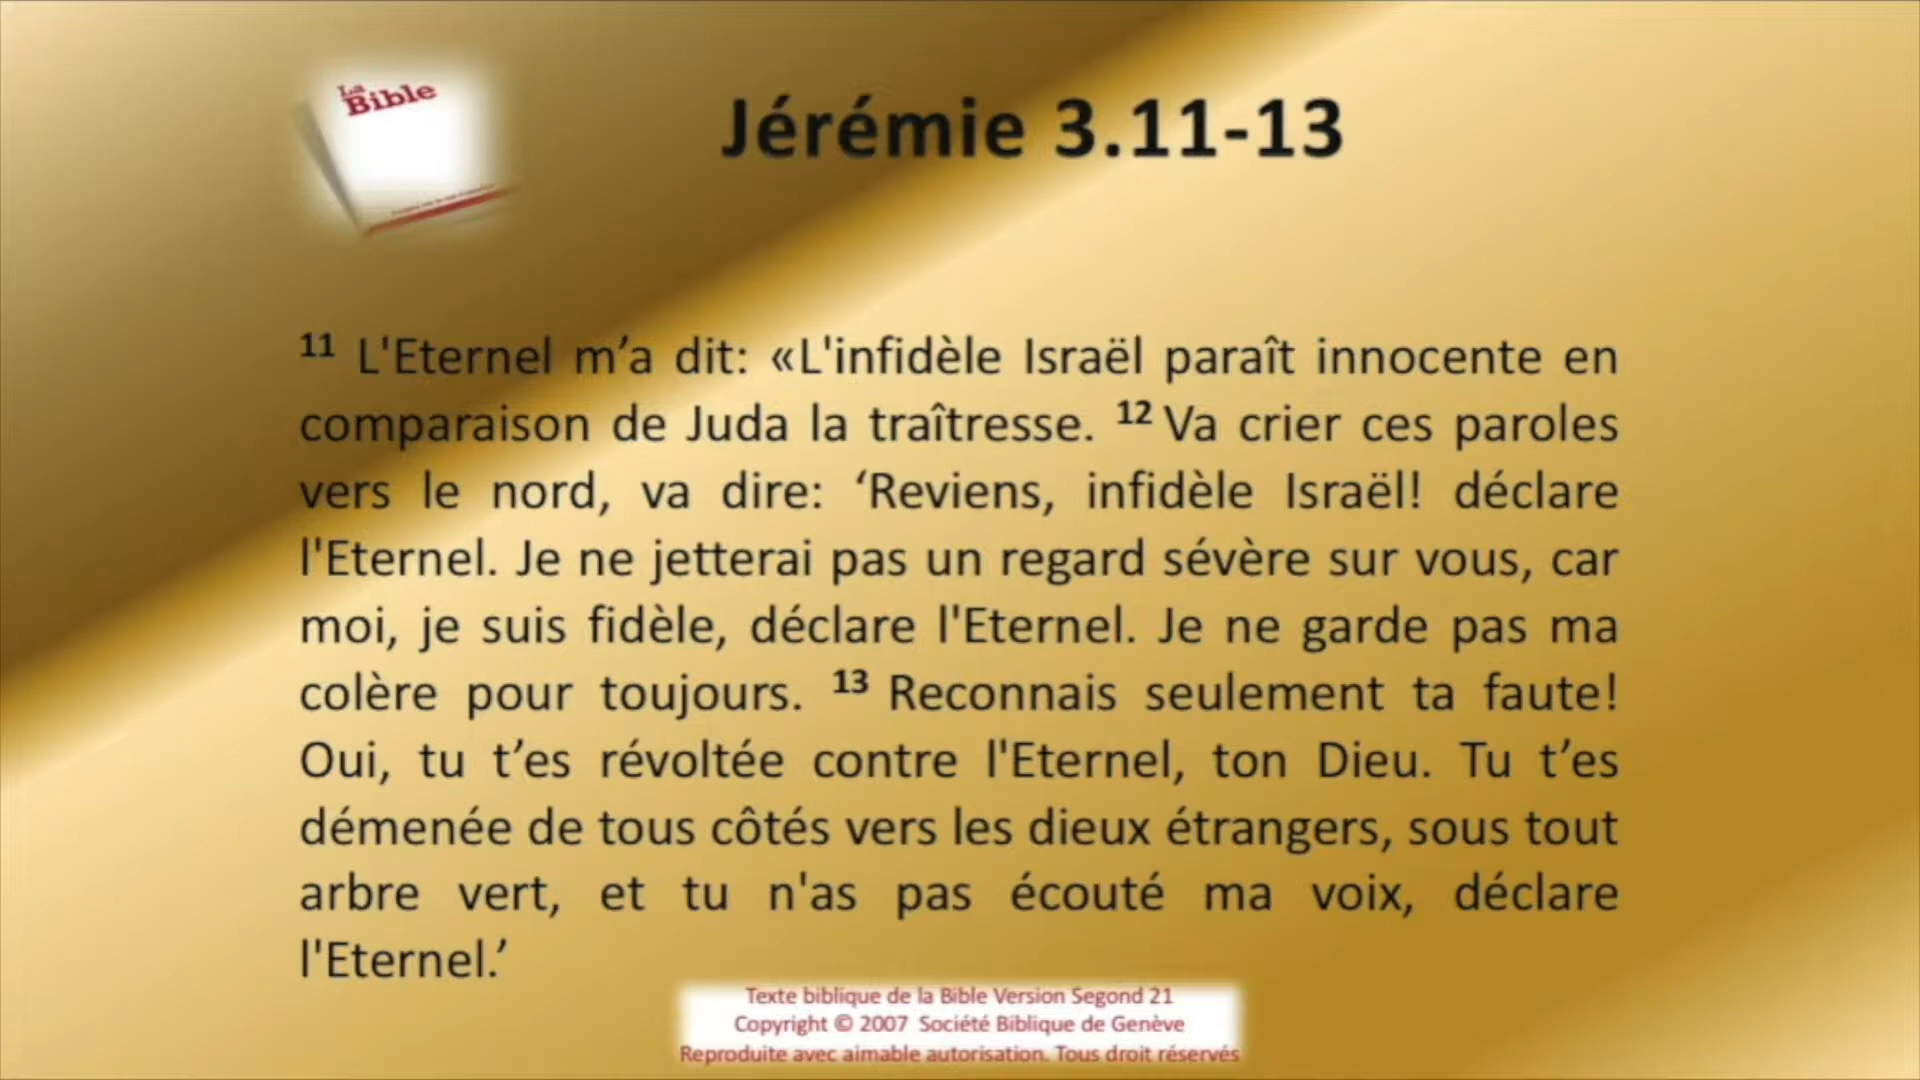 La
Bible
Jérémie 3.11-13
11 L'Eternel m’a dit: «L'infidèle Israël paraît innocente en
comparaison de Juda la traîtresse. 12 Va crier ces paroles
vers le nord, va dire: ‘Reviens, infidèle Israël! déclare
l'Eternel. Je ne jetterai pas un regard sévère sur vous, car
moi, je suis fidèle, déclare l'Eternel. Je ne garde pas ma
colère pour toujours. 13 Reconnais seulement ta faute!
Oui, tu t’es révoltée contre l'Eternel, ton Dieu. Tu t’es
démenée de tous côtés vers les dieux étrangers, sous tout
arbre vert, et tu n'as pas écouté ma voix, déclare
l'Eternel.’
Texte biblique de la Bible Version Segond 21
Copyright © 2007 Société Biblique de Genève
Reproduite avec aimable autorisation. Tous droit réservés